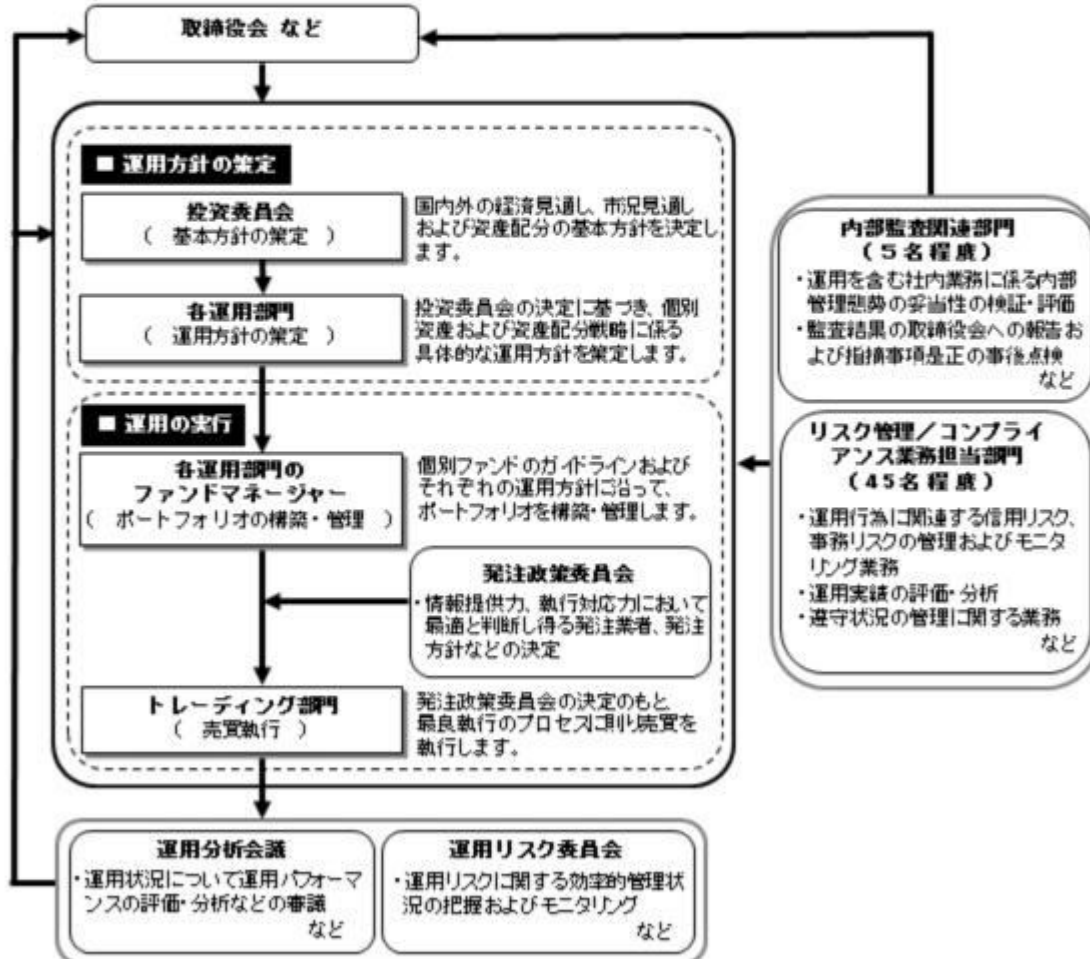 取締役会 など
■ 運用方針の策定
投資委員会
( 基本方針の策定 )
国内外の経済見通し、市況見通し
および資産配分の基本方針を決定し
ます。
各運用部門
( 運用方針の策定 )
投資委員会の決定に基づき、個別
資産および資産配分戦略に係る
具体的な運用方針を策定します。
■ 運用の実行
各運用部門の
ファンドマネージャー
( ポートフォリオの構築・管理 )
個別ファンドのガイドラインおよび
それぞれの運用方針に沿って、
ポートフォリオを構築・管理します。
発注政策委員会
・情報提供力、執行対応力において
最適と判断し得る発注業者、発注
方針などの決定
トレーディング部門
( 売買執行 )
発注政策委員会の決定のもと
最良執行のプロセスに則り売買を
執行します。
内部監査関連部門
(5名程度)
・運用を含む社内業務に係る内部
管理態勢の妥当性の検証・評価
・監査結果の取締役会への報告お
よび指摘事項是正の事後点検
など
リスク管理/コンプライ
アンス業務担当部門
(45名程度)
・運用行為に関連する信用リスク、
事務リスクの管理およびモニタ
リング業務
・運用実績の評価・分析
・遵守状況の管理に関する業務
など
運用分析会議
・運用状況について運用パフォーマ
ンスの評価・分析などの審議
など
運用リスク委員会
・運用リスクに関する効率的管理状
況の把握およびモニタリング
など